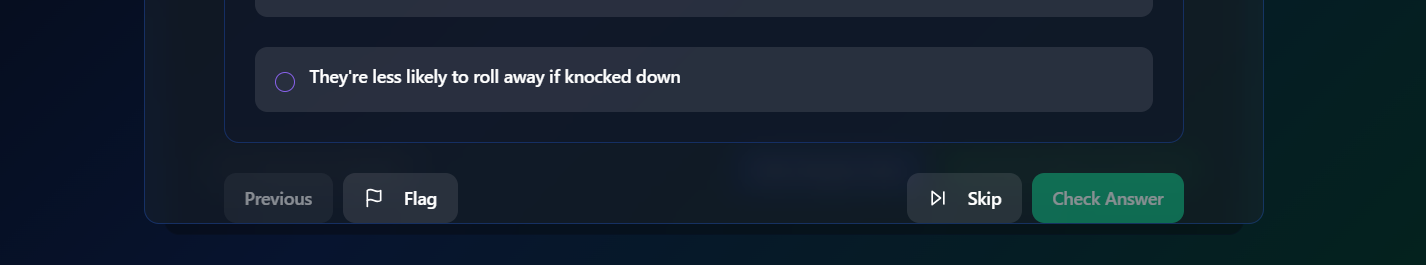 They're less likely to roll away if knocked down
Previous
Flag
Skip
Check Answer